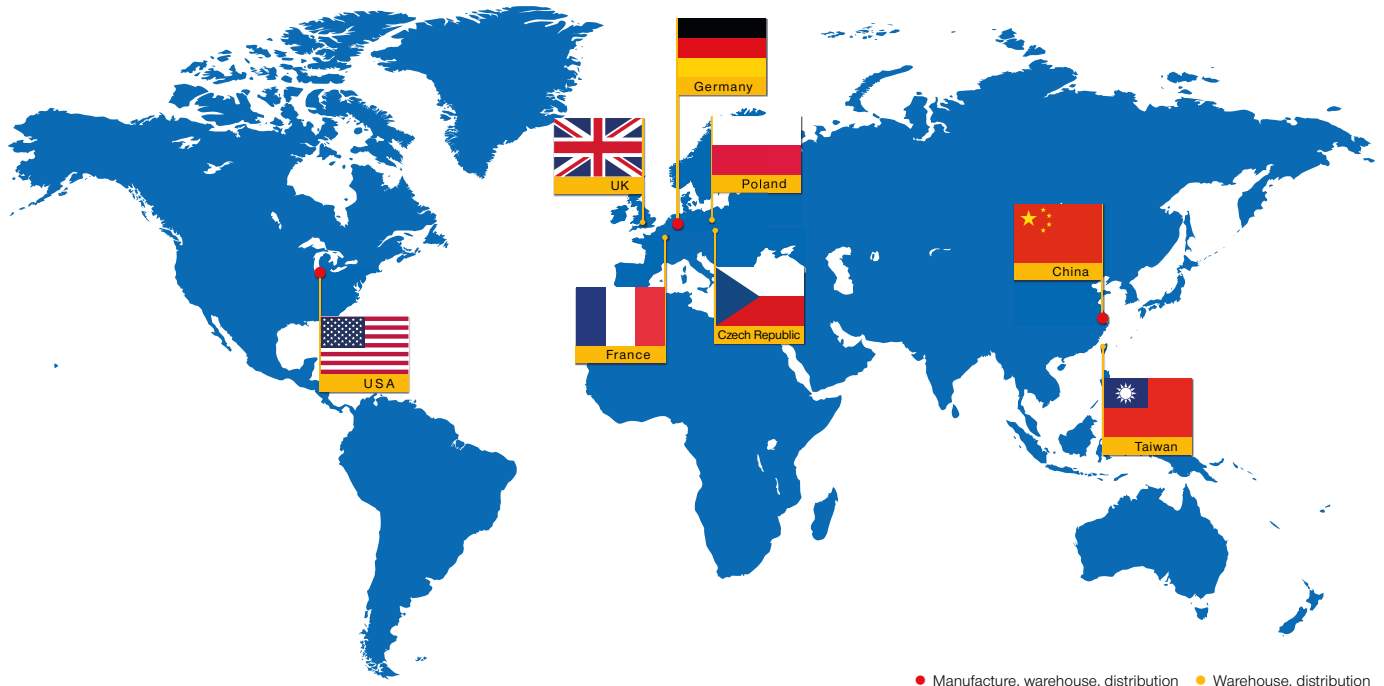 Germany
UK
Poland
China
USA
France
Czech Republic
Taiwan
Manufacture, warehouse, distribution
Warehouse, distribution